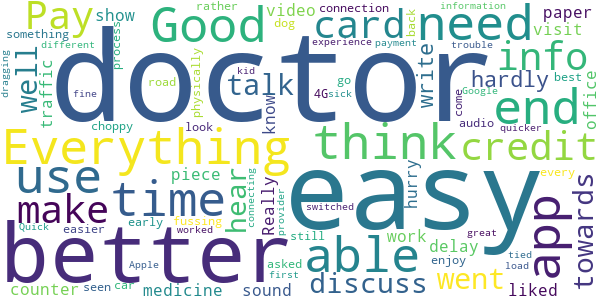 rather
connection
Pay
show
Good
video
dog
card
back
need
information
paper
something
different
process
experience
payment
trouble
visit
dragging
well
traffic
doctor
road
physically
talk
4G
go
sick
write
info
Google
best
hardly
office
fine
kid
know
come
end
choppy
look
audio
quicker
Everything
think
credit
use
time
piece
hear
connecting
Really
easy
hurry
app
towards
every
make
early
fussing
provider
switched
great
Quick
easier
worked
still
able
work
delay
tied
load
better
Apple
seen
car
asked
first
went
enjoy
counter
medicine
sound
discuss
liked